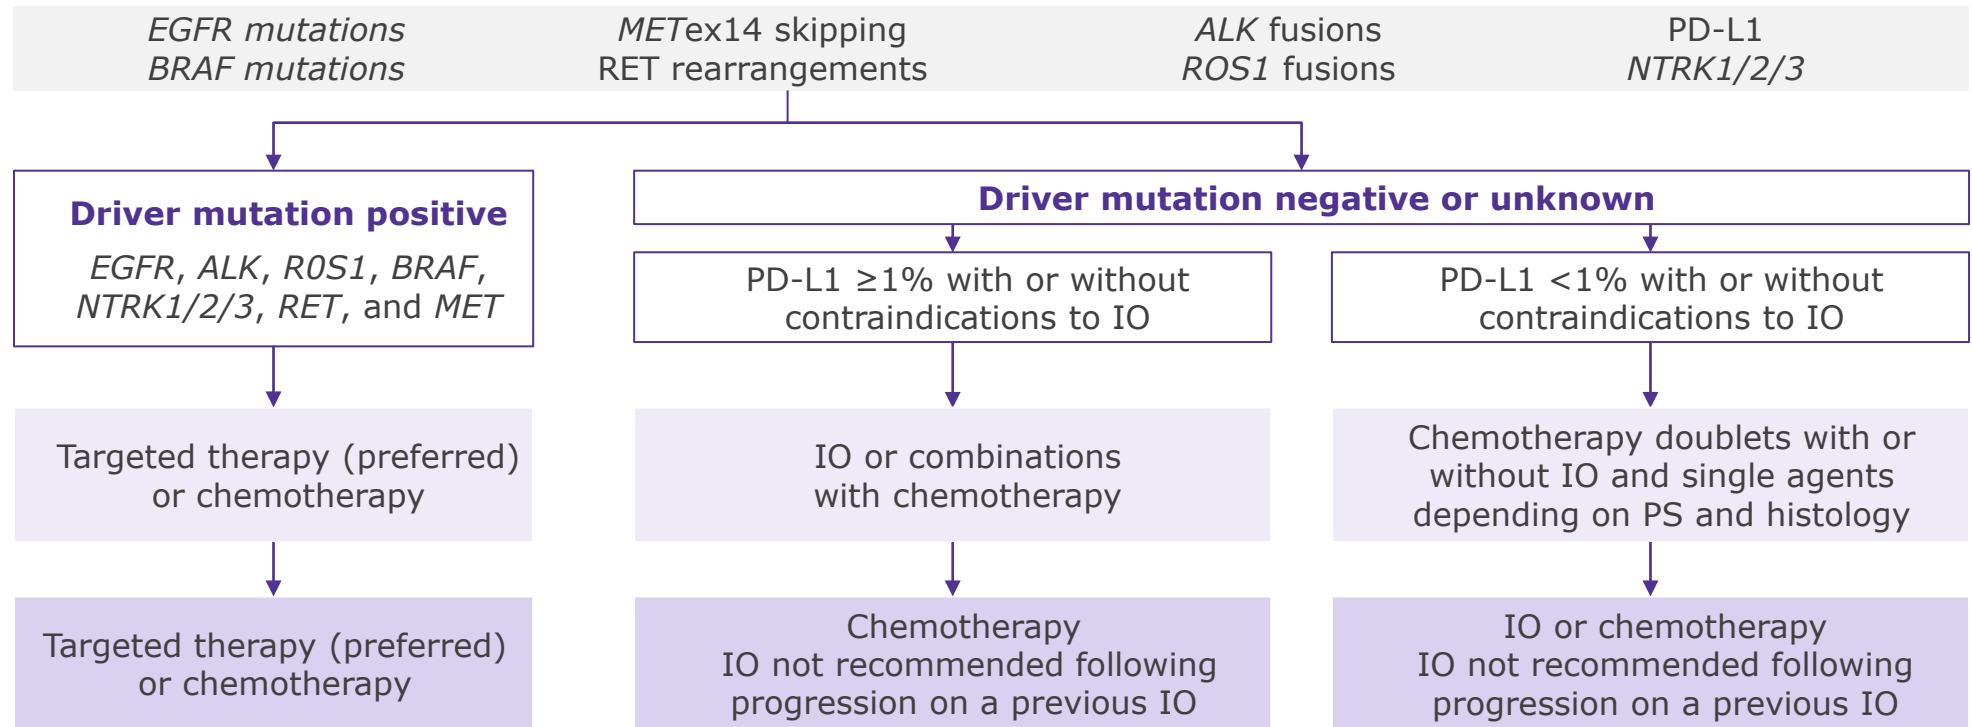 EGFR mutations
BRAF mutations
METex14 skipping
RET rearrangements
ALK fusions
ROS1 fusions
PD-L1
NTRK1/2/3
Driver mutation positive
EGFR, ALK, R0S1, BRAF,
NTRK1/2/3, RET, and MET
Driver mutation negative or unknown
PD-L1 ≥1% with or without
contraindications to IO
PD-L1 <1% with or without
contraindications to IO
Targeted therapy (preferred)
or chemotherapy
IO or combinations
with chemotherapy
Chemotherapy doublets with or
without IO and single agents
depending on PS and histology
Targeted therapy (preferred)
or chemotherapy
Chemotherapy
IO not recommended following
progression on a previous IO
IO or chemotherapy
IO not recommended following
progression on a previous IO